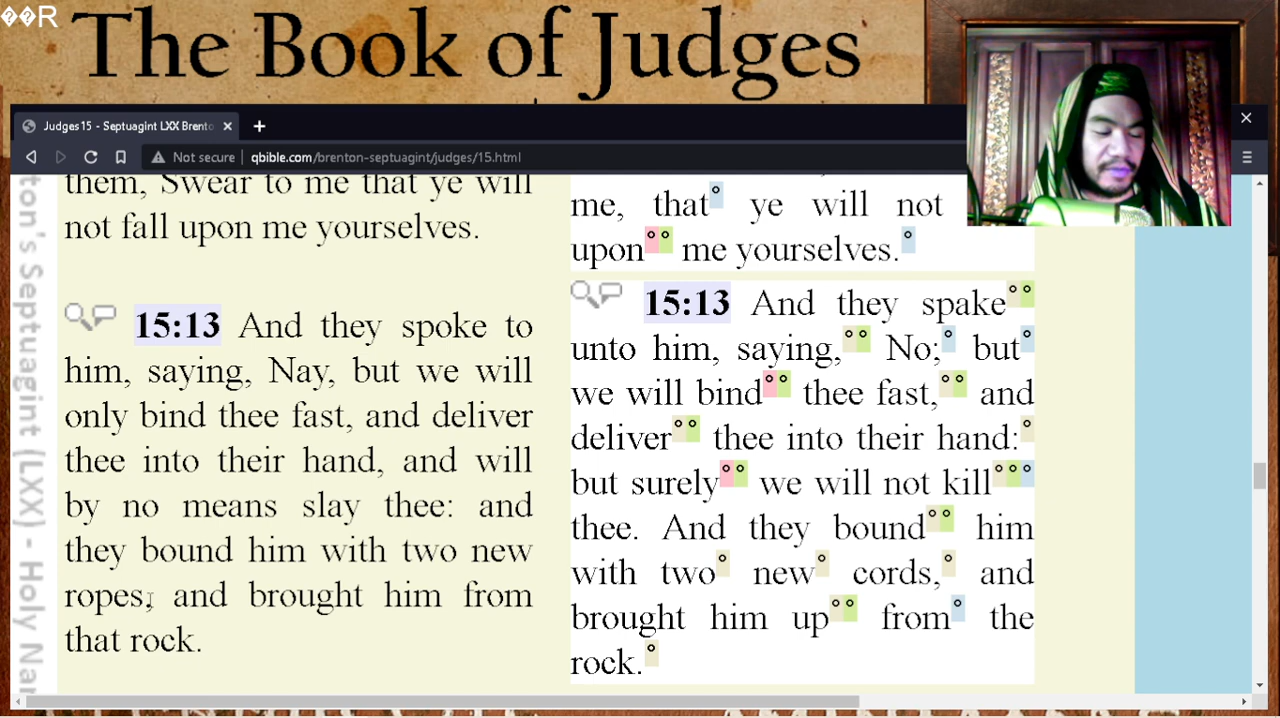 ��R
The Book of Judges
Judges 15 - Septuagint LXX Brento
Not secure
qbible.com/brenton-septuagint/judges/15.html
ton's Septuagint (LXX) - Holy Nar
them, Swear to me that ye will
not fall upon me yourselves.
15:13 And they spoke to
him, saying, Nay, but we will
only bind thee fast, and deliver
thee into their hand, and will
by no means slay thee: and
they bound him with two new
ropes, and brought him from
that rock.
me, that° ye will not
upon°° me yourselves.°
15:13 And they spake°°
unto him, saying,°° No;° but°
we will bind°° thee fast,°° and
deliver°° thee into their hand:°
but surely°° we will not kill°°°
thee. And they bound°° him
with two° new° cords,° and
brought him up°° from° the
rock.°